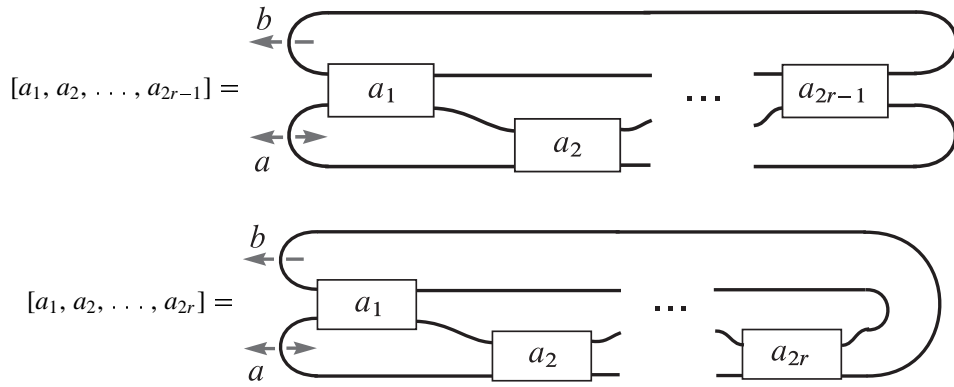 b
[a₁, a₂, . . . , a₂ᵣ₋₁] = a₁ ... a₂ᵣ₋₁
a₂
a
b
[a₁, a₂, . . . , a₂ᵣ] = a₁ ...
a₂ a₂ᵣ
a